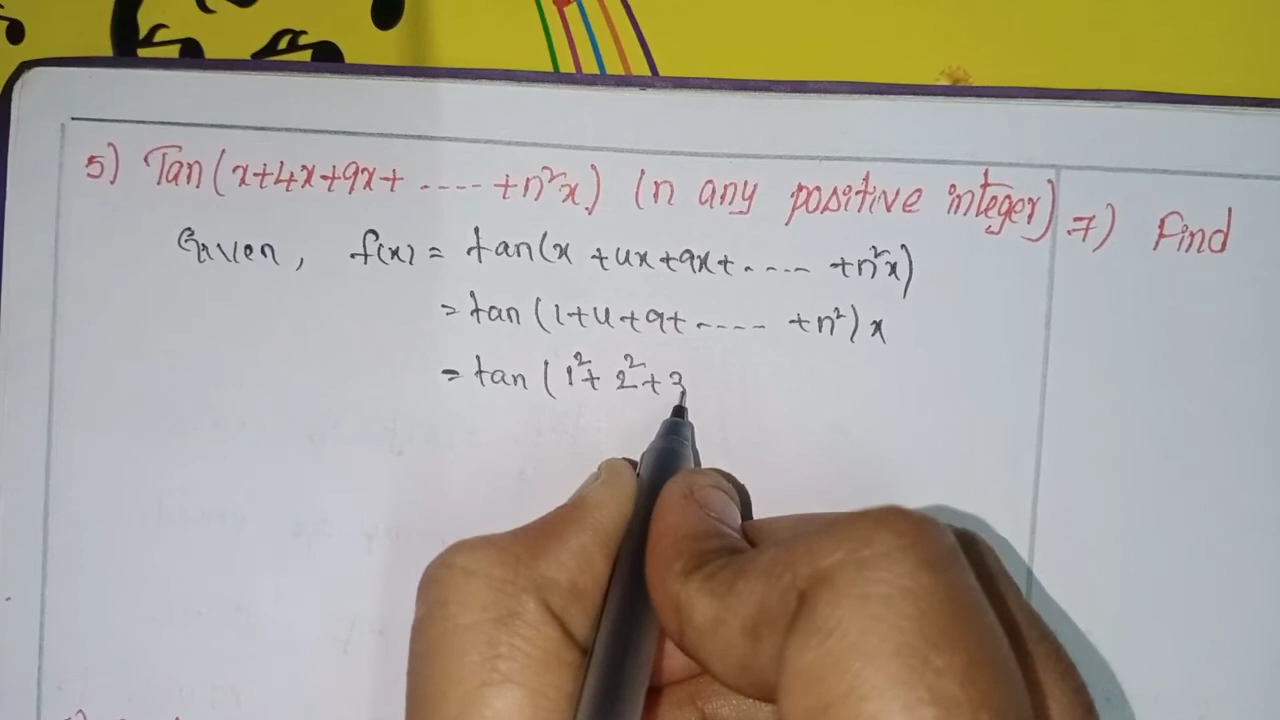 5) Tan(x+4x+9x+ ..... +n²x) (n any positive integer)
Given, f(x) = tan(x+4x+9x+..... +n²x)
= tan(1+4+9+..... +n²)x
= tan(1²+2²+3
7) Find